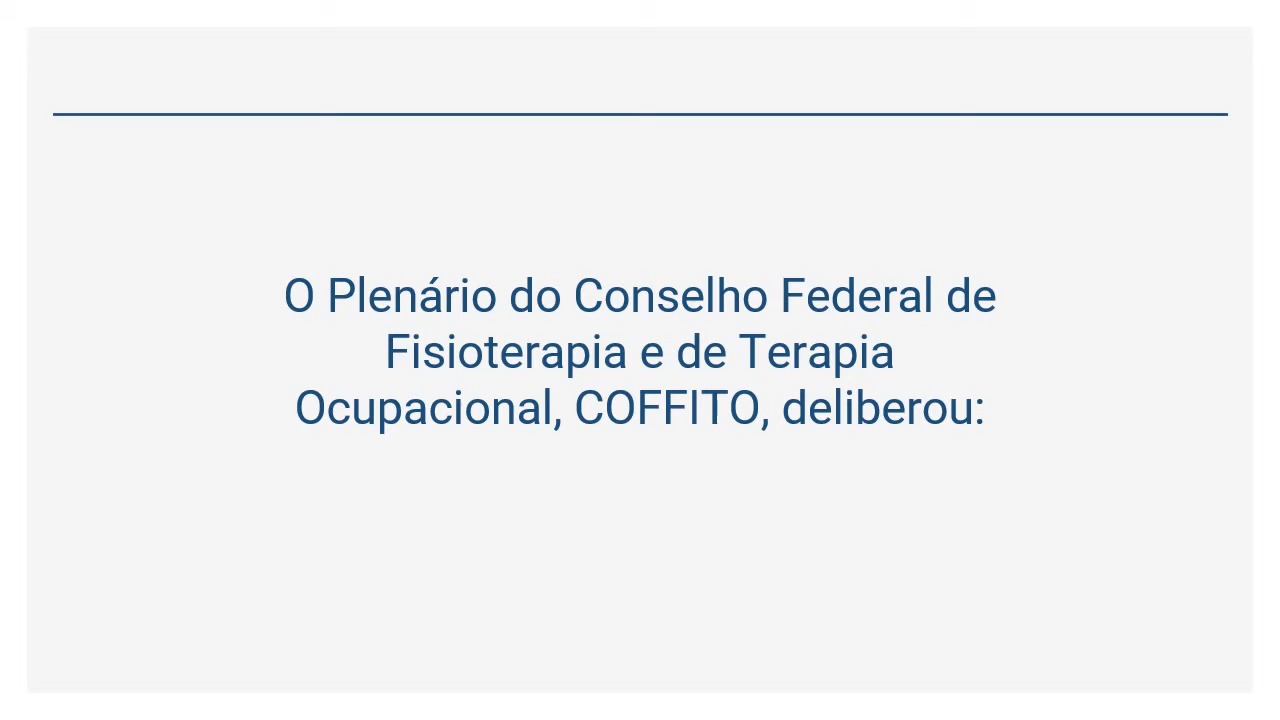 O Plenário do Conselho Federal de
Fisioterapia e de Terapia
Ocupacional, COFFITO, deliberou: